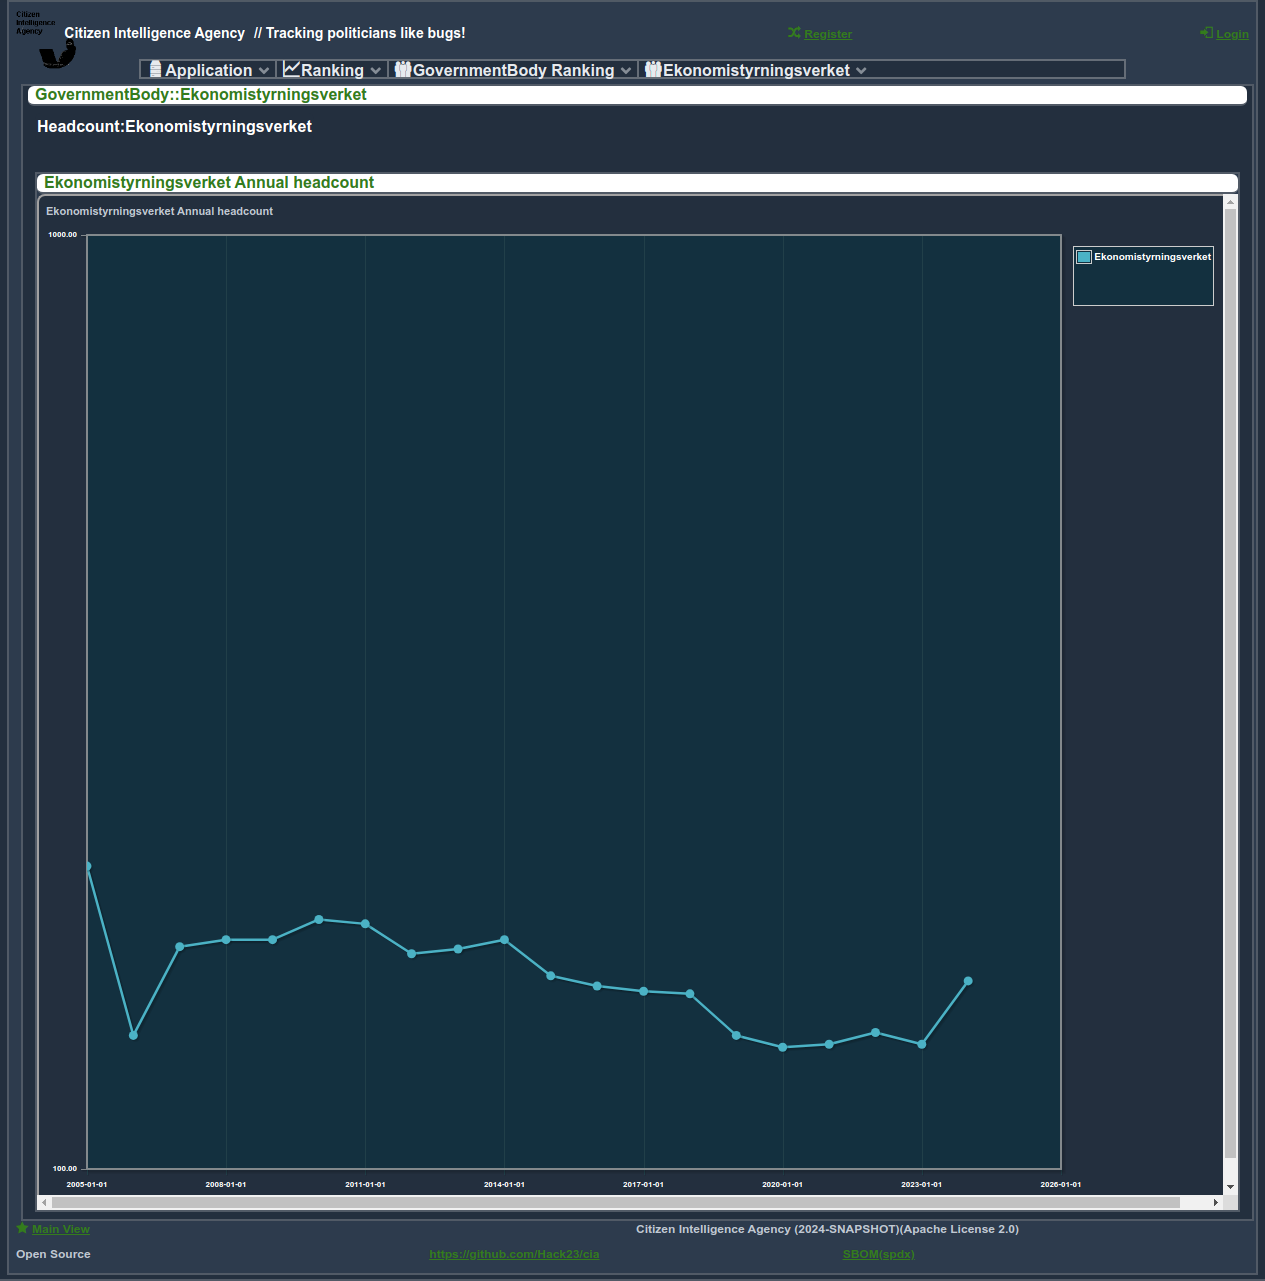 Citizen
Intelligence
Agency
Citizen Intelligence Agency // Tracking politicians like bugs!
Register
Login
Application
Ranking
GovernmentBody Ranking
Ekonomistyrningsverket
GovernmentBody::Ekonomistyrningsverket
Headcount:Ekonomistyrningsverket
Ekonomistyrningsverket Annual headcount
Ekonomistyrningsverket Annual headcount
1000.00
Ekonomistyrningsverket
100.00
2005-01-01
2008-01-01
2011-01-01
2014-01-01
2017-01-01
2020-01-01
2023-01-01
2026-01-01
Main View
Citizen Intelligence Agency (2024-SNAPSHOT)(Apache License 2.0)
Open Source
https://github.com/Hack23/cia
SBOM(spdx)